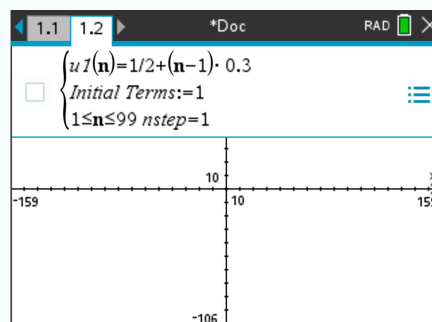 1.1 1.2 *Doc RAD
u1(n)=1/2+(n−1)· 0.3
Initial Terms:=1
1≤n≤99 nstep=1
10
-159 10 159
-106